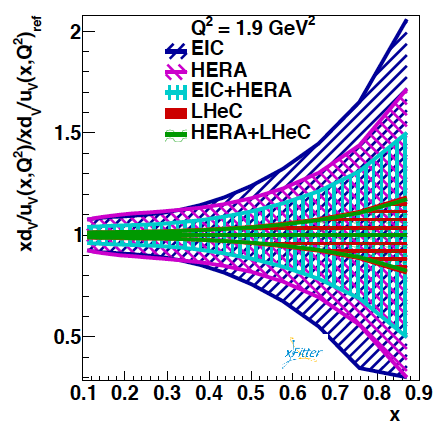 Q² = 1.9 GeV²
EIC
HERA
EIC+HERA
LHeC
HERA+LHeC
xd_V/u_V(x,Q²)/xd_V/u_V(x,Q²)_ref
2
1.5
1
0.5
xFitter
0.1 0.2 0.3 0.4 0.5 0.6 0.7 0.8 0.9
x